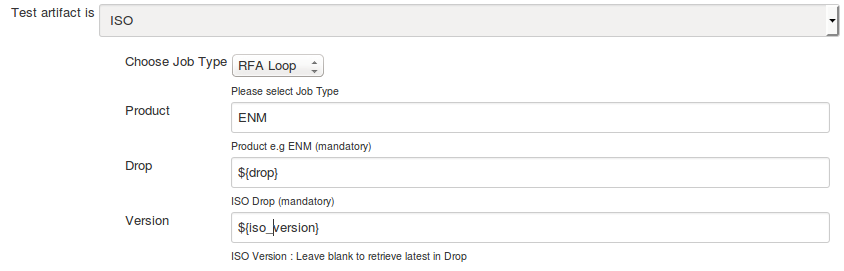 Test artifact is ISO
Choose Job Type RFA Loop
Please select Job Type
Product ENM
Product e.g ENM (mandatory)
Drop ${drop}
ISO Drop (mandatory)
Version ${iso_version}
ISO Version : Leave blank to retrieve latest in Drop